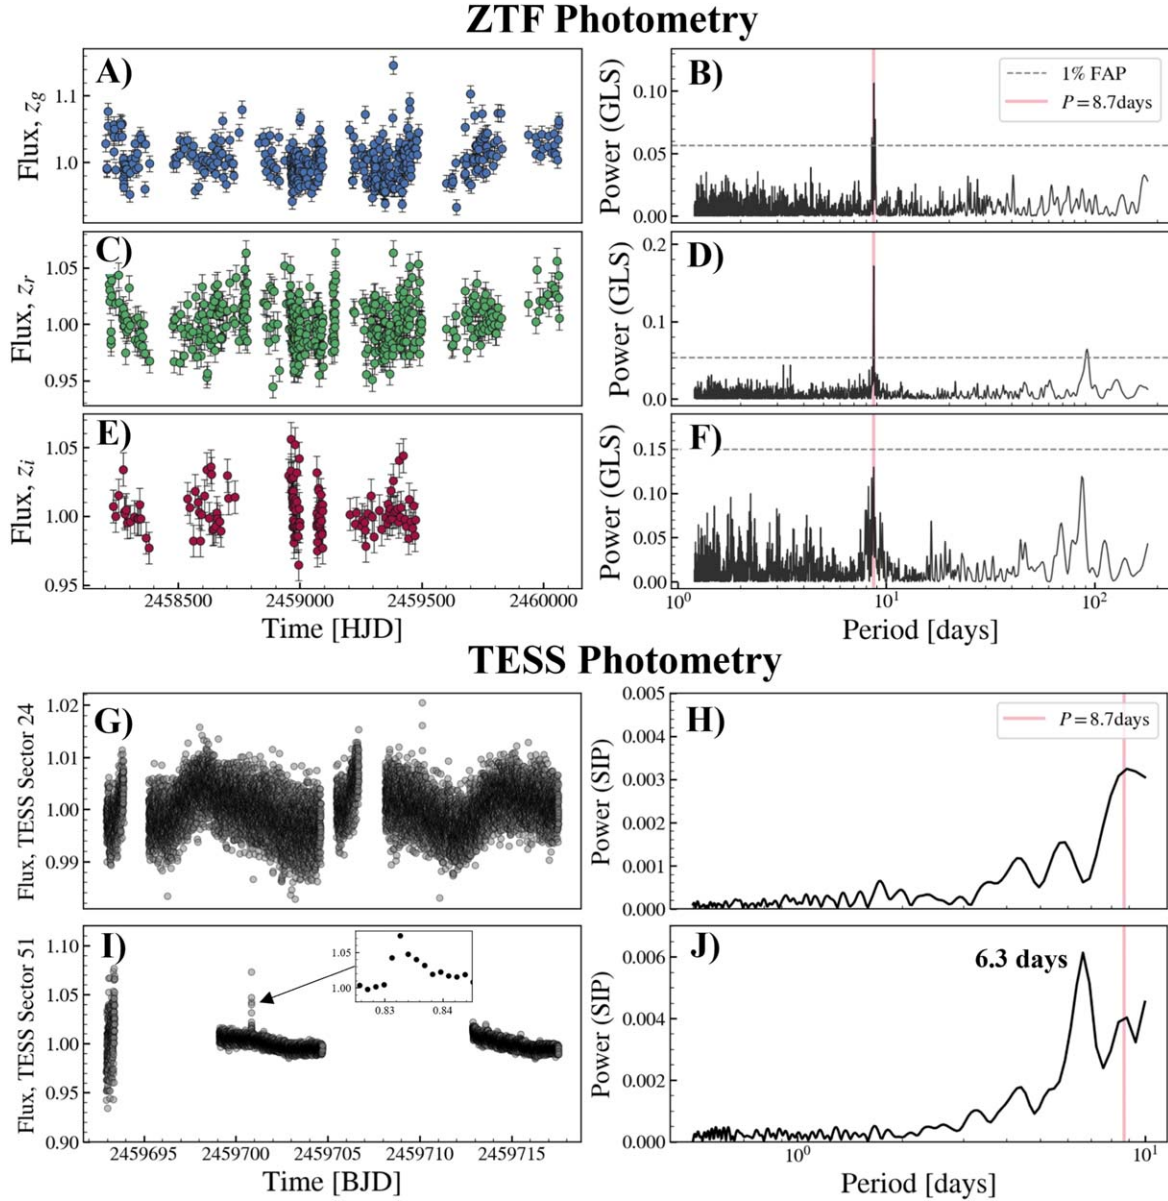 ZTF Photometry
A)
Flux, z_g
1.1
1.0
B)
Power (GLS)
0.10
0.05
0.00
1% FAP
P = 8.7days
C)
Flux, z_r
1.05
1.00
0.95
D)
Power (GLS)
0.2
0.1
0.0
E)
Flux, z_i
1.05
1.00
0.95
2458500 2459000 2459500 2460000
Time [HJD]
F)
Power (GLS)
0.15
0.10
0.05
0.00
10^0 10^1 10^2
Period [days]
TESS Photometry
G)
Flux, TESS Sector 24
1.02
1.01
1.00
0.99
H)
Power (SIP)
0.005
0.004
0.003
0.002
0.001
0.000
P = 8.7days
I)
Flux, TESS Sector 51
1.10
1.05
1.00
0.95
0.90
1.05
1.00
0.83 0.84
2459695 2459700 2459705 2459710 2459715
Time [BJD]
J)
6.3 days
Power (SIP)
0.006
0.004
0.002
0.000
10^0 10^1
Period [days]